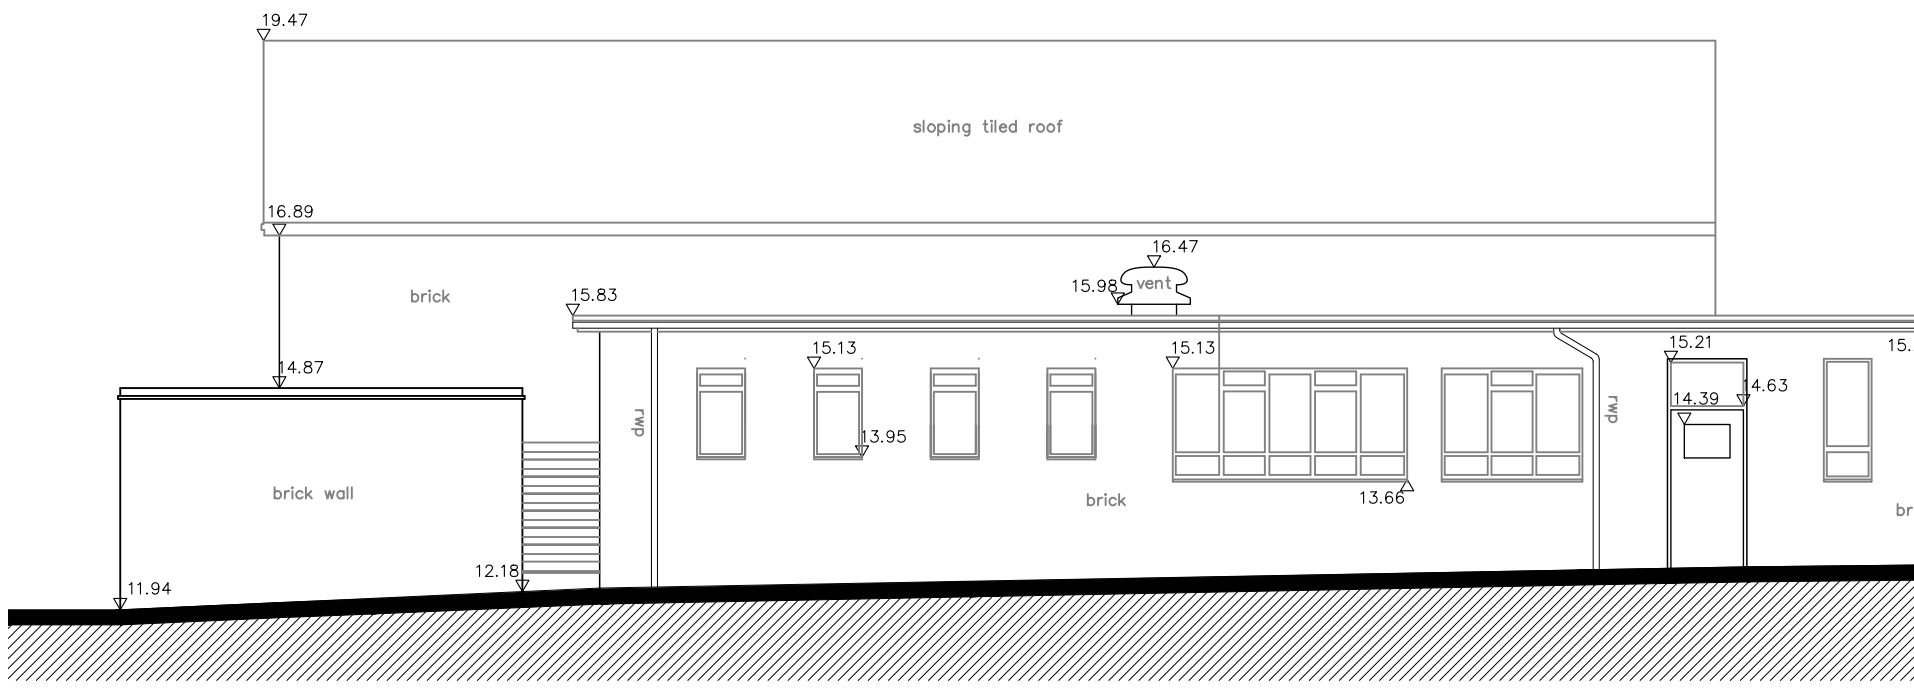 19.47
sloping tiled roof
16.89
16.47
vent
15.98
brick
15.83
15.13
15.13
15.21
15.
14.87
14.63
14.39
rwp
rwp
13.95
brick wall
13.66
brick
br
12.18
11.94